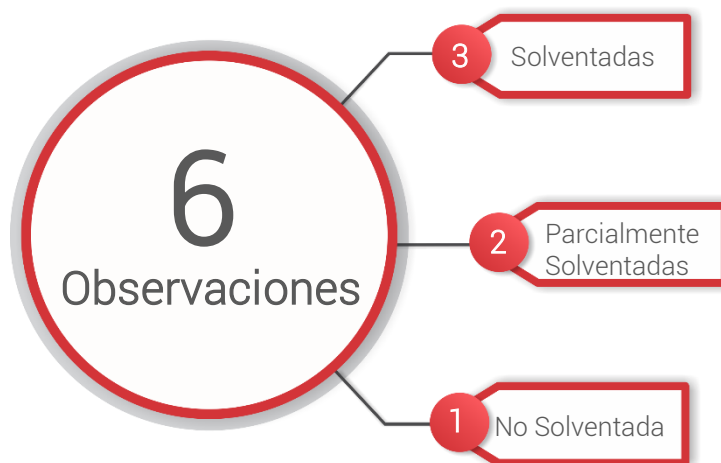 6
Observaciones
3
Solventadas
2
Parcialmente
Solventadas
1
No Solventada